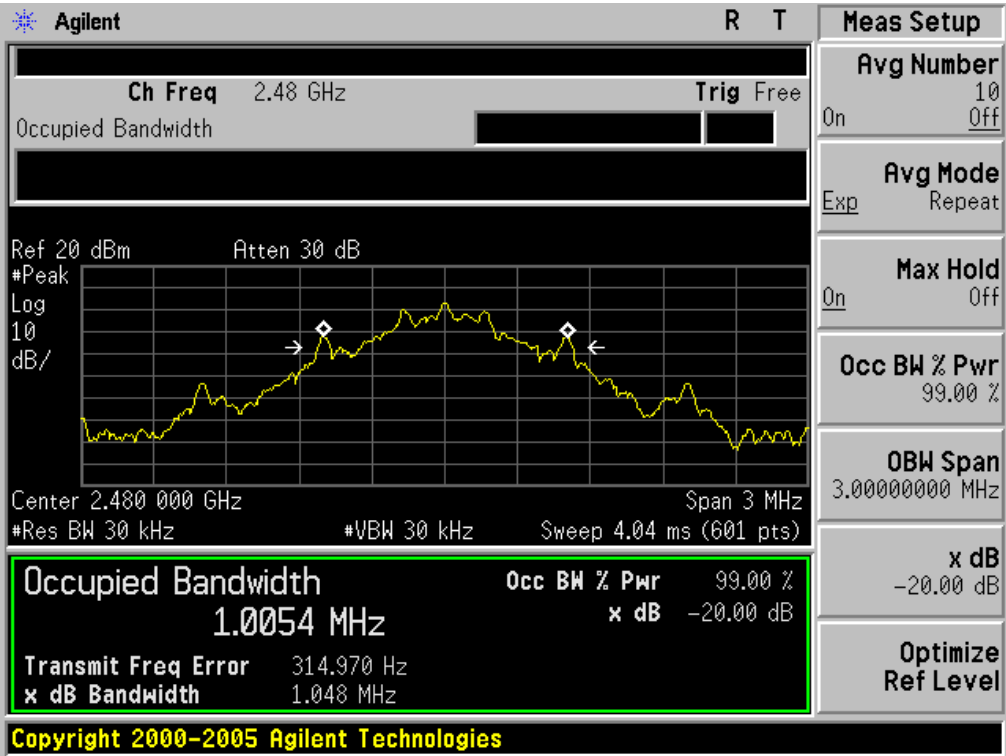 Agilent R T
Ch Freq 2.48 GHz Trig Free
Occupied Bandwidth
Ref 20 dBm Atten 30 dB
#Peak
Log
10
dB/
Center 2.480 000 GHz Span 3 MHz
#Res BW 30 kHz #VBW 30 kHz Sweep 4.04 ms (601 pts)
Occupied Bandwidth Occ BW % Pwr 99.00 %
1.0054 MHz x dB -20.00 dB
Transmit Freq Error 314.970 Hz
x dB Bandwidth 1.048 MHz
Copyright 2000-2005 Agilent Technologies
Meas Setup
Avg Number
10
On Off
Avg Mode
Exp Repeat
Max Hold
On Off
Occ BW % Pwr
99.00 %
OBW Span
3.00000000 MHz
x dB
-20.00 dB
Optimize
Ref Level